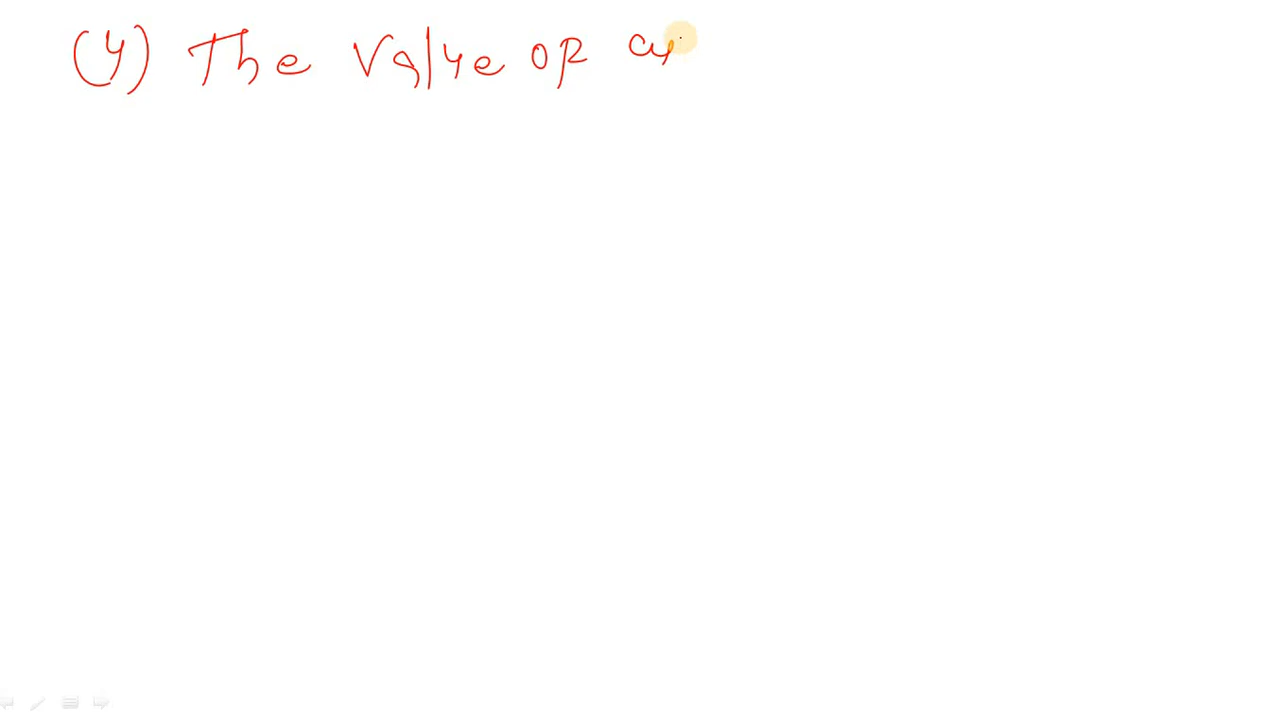 (4) The Value of